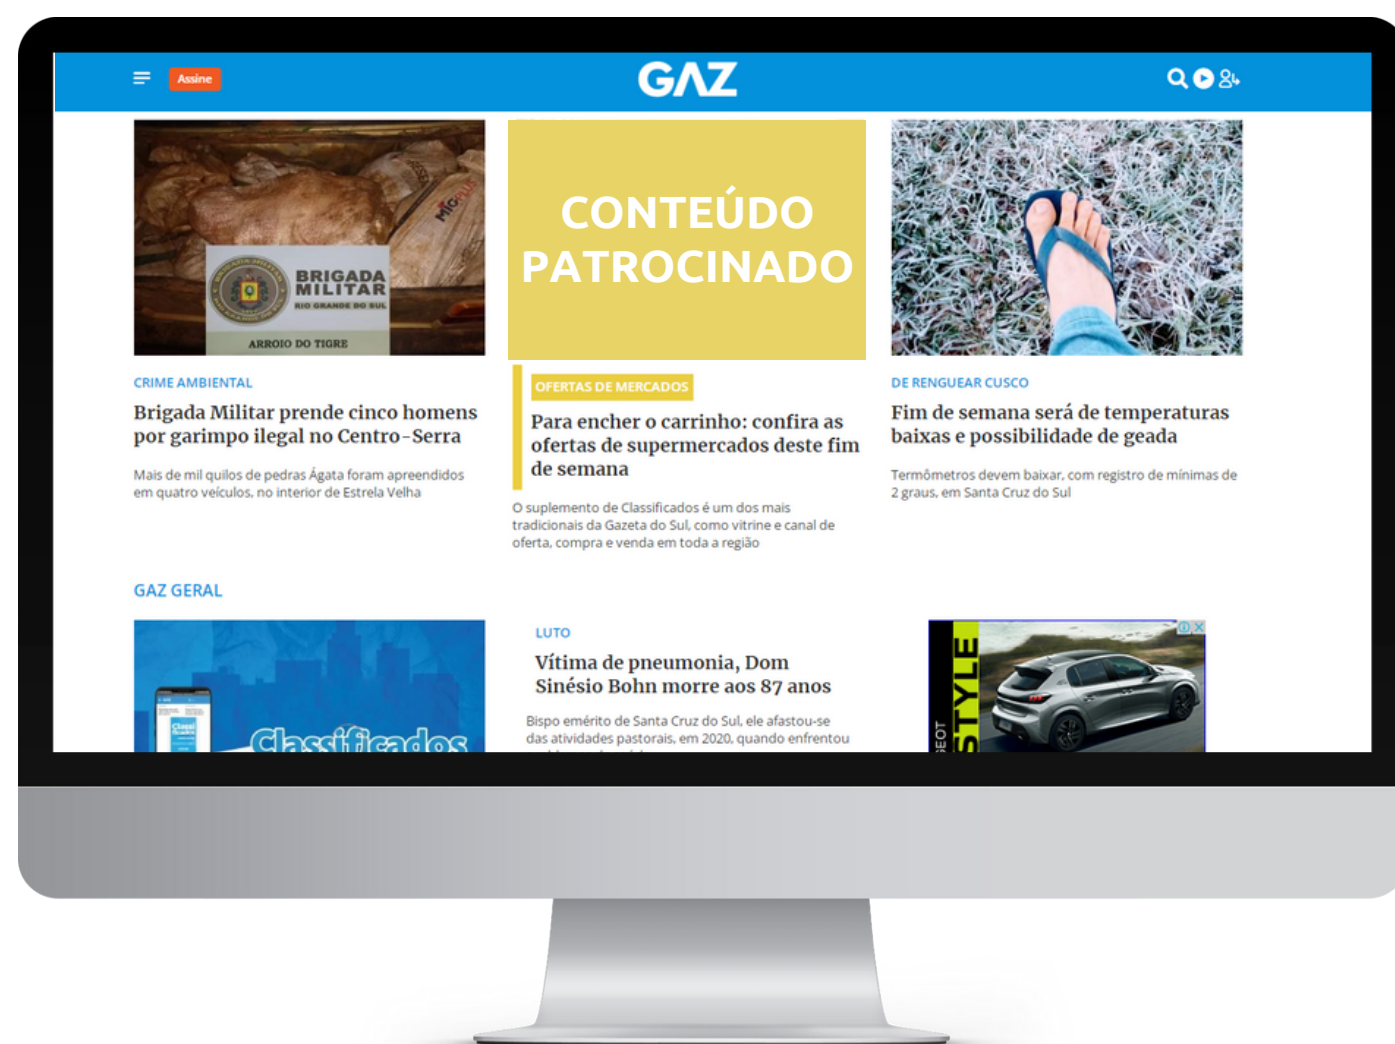 Assine
GAZ
MIG PLUS
BRIGADA MILITAR
BRIGADA
MILITAR
RIO GRANDE DO SUL
ARROIO DO TIGRE
CRIME AMBIENTAL
Brigada Militar prende cinco homens
por garimpo ilegal no Centro-Serra
Mais de mil quilos de pedras Ágata foram apreendidos
em quatro veículos, no interior de Estrela Velha
CONTEÚDO
PATROCINADO
OFERTAS DE MERCADOS
Para encher o carrinho: confira as
ofertas de supermercados deste fim
de semana
O suplemento de Classificados é um dos mais
tradicionais da Gazeta do Sul, como vitrine e canal de
oferta, compra e venda em toda a região
DE RENGUEAR CUSCO
Fim de semana será de temperaturas
baixas e possibilidade de geada
Termômetros devem baixar, com registro de mínimas de
2 graus, em Santa Cruz do Sul
GAZ GERAL
Classificados
LUTO
Vítima de pneumonia, Dom
Sinésio Bohn morre aos 87 anos
Bispo emérito de Santa Cruz do Sul, ele afastou-se
das atividades pastorais, em 2020, quando enfrentou
STYLE